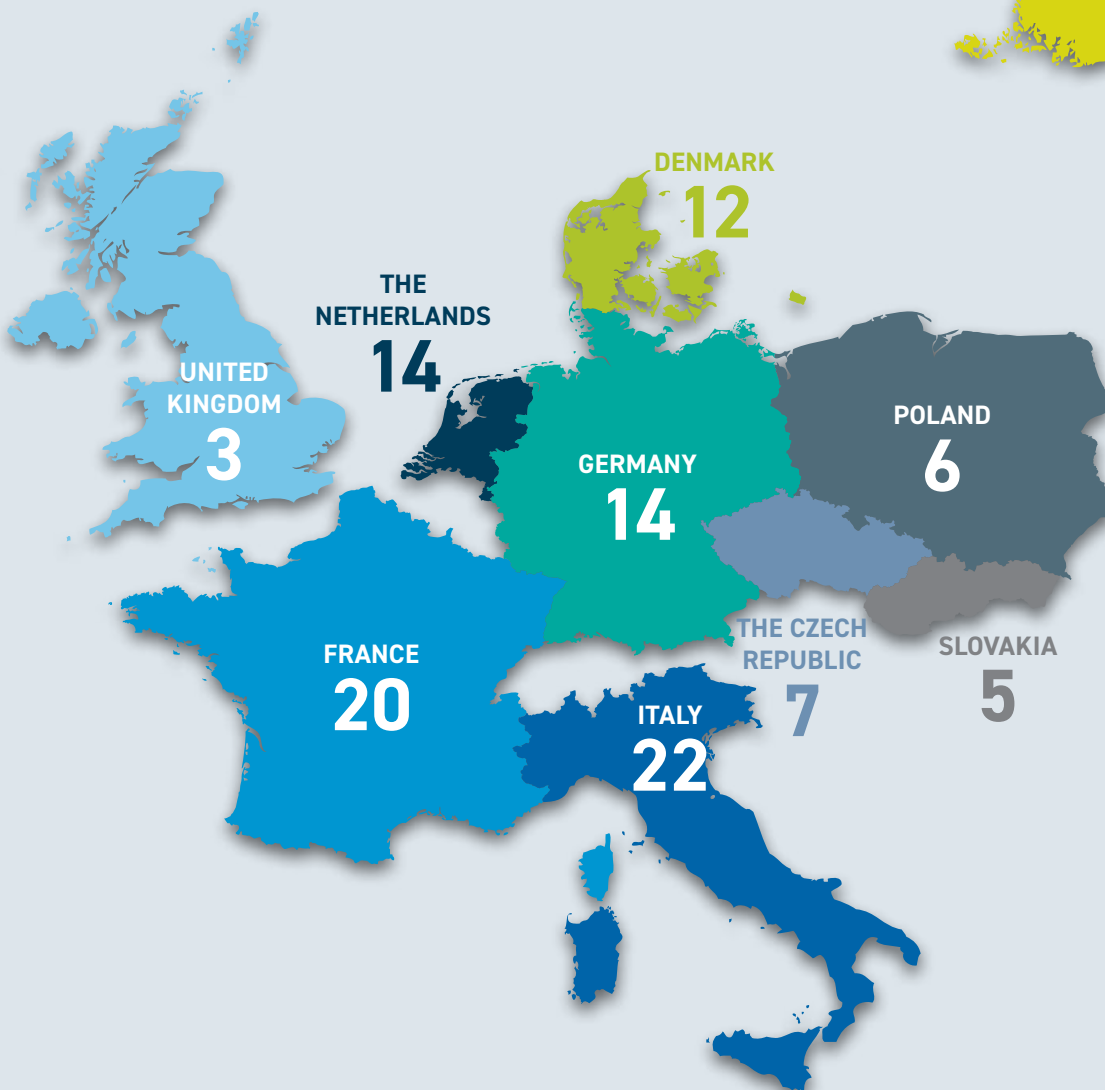 DENMARK
12
THE
NETHERLANDS
14
UNITED
KINGDOM
3
POLAND
6
GERMANY
14
THE CZECH
REPUBLIC
7
SLOVAKIA
5
FRANCE
20
ITALY
22